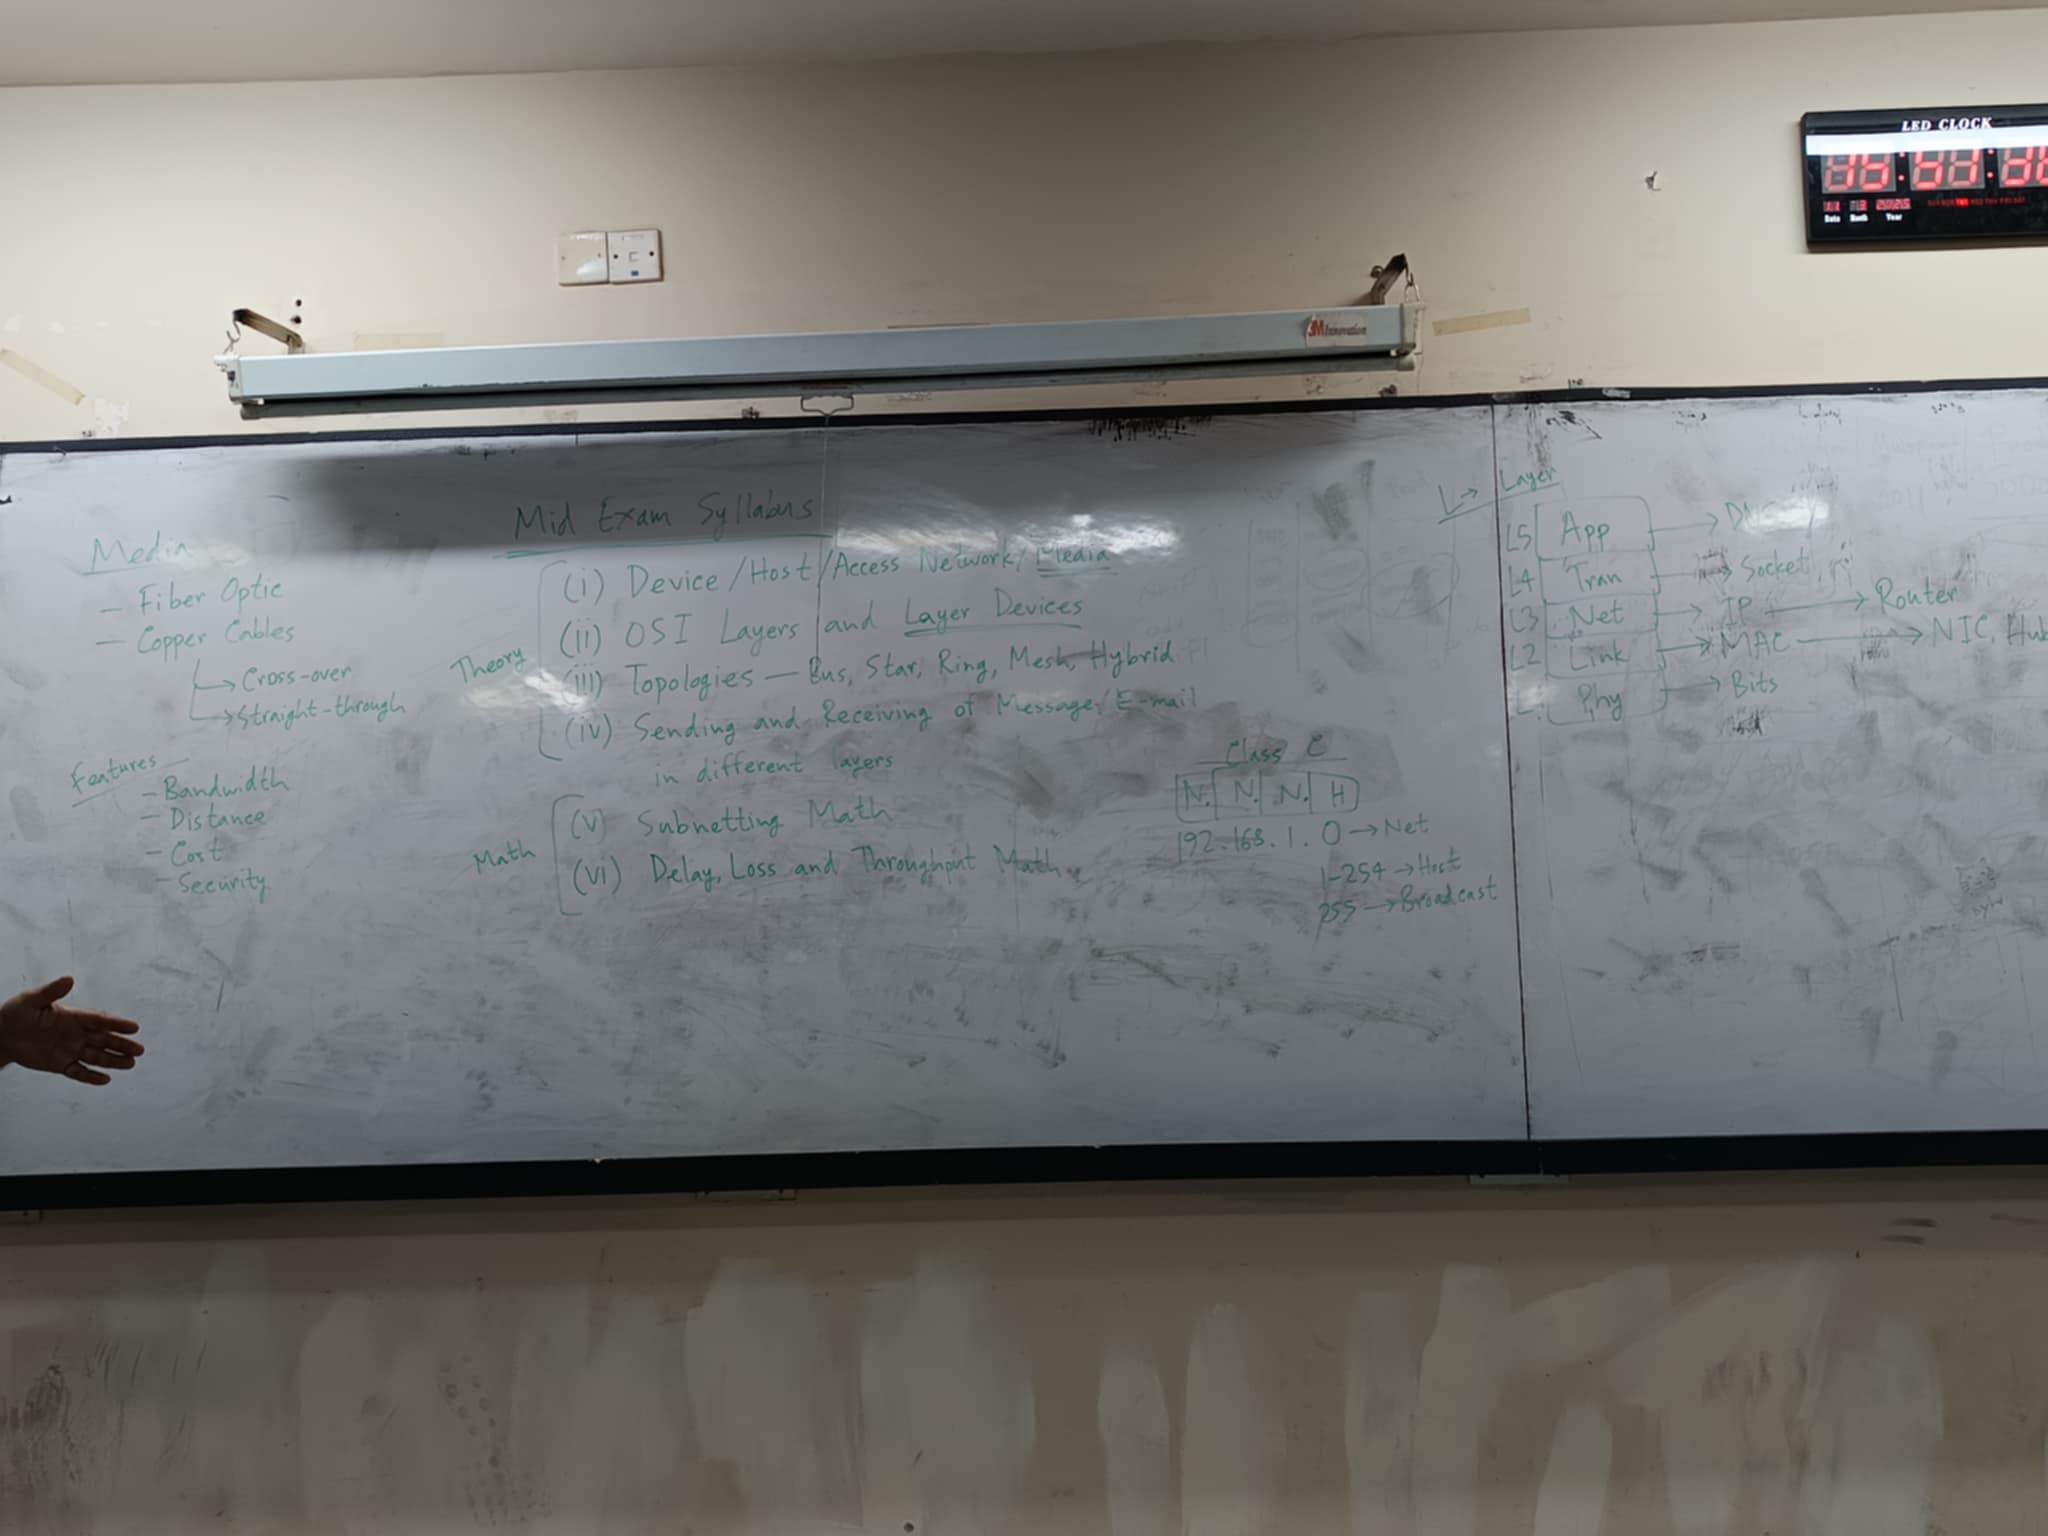 LED CLOCK
11 3 2025
Date Month Year
3M Innovation
Media
- Fiber Optic
- Copper Cables
→ Cross-over
→ Straight-through
Features
- Bandwidth
- Distance
- Cost
- Security
Mid Exam Syllabus
Theory
(i) Device/Host/Access Network/Media
(ii) OSI Layers and Layer Devices
(iii) Topologies — Bus, Star, Ring, Mesh, Hybrid
(iv) Sending and Receiving of Message/E-mail
in different layers
Math
(v) Subnetting Math
(vi) Delay, Loss and Throughput Math
Class C
N. N. N. H
192.168.1.0 → Net
1-254 → Host
255 → Broadcast
L → Layer
L5 App →
L4 Tran → Socket
L3 Net → IP → Router
L2 Link → MAC → NIC, Hub
L Phy → Bits